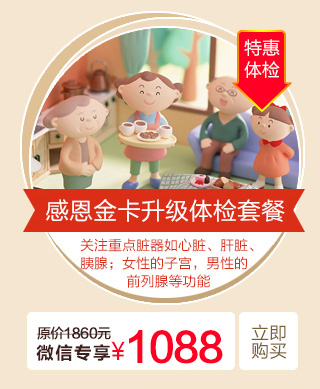 特惠
体检
感恩金卡升级体检套餐
关注重点脏器如心脏、肝脏、
胰腺；女性的子宫，男性的
前列腺等功能
原价1860元
微信专享¥1088
立即
购买